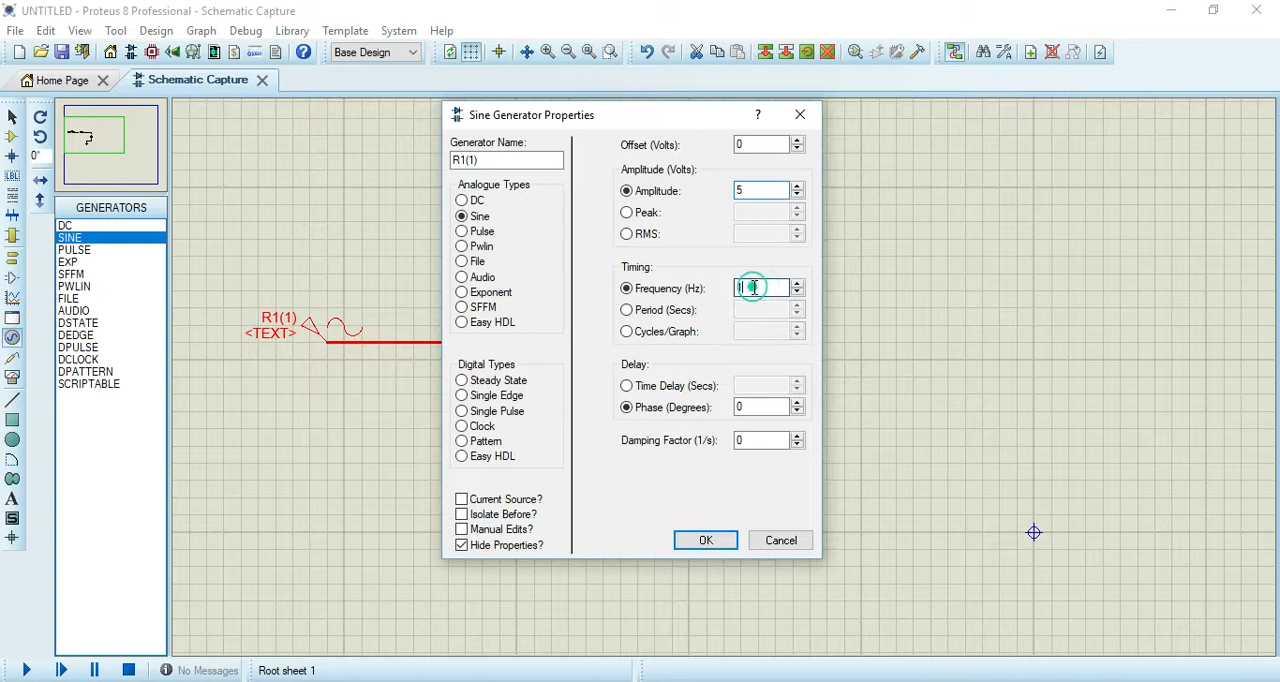 UNTITLED - Proteus 8 Professional - Schematic Capture
File Edit View Tool Design Graph Debug Library Template System Help
Base Design
Home Page
Schematic Capture
0°
LBL
GENERATORS
DC
SINE
PULSE
EXP
SFFM
PWLIN
FILE
AUDIO
DSTATE
DEDGE
DPULSE
DCLOCK
DPATTERN
SCRIPTABLE
R1(1)
<TEXT>
Sine Generator Properties
Generator Name:
R1(1)
Analogue Types
DC
Sine
Pulse
Pwlin
File
Audio
Exponent
SFFM
Easy HDL
Digital Types
Steady State
Single Edge
Single Pulse
Clock
Pattern
Easy HDL
Current Source?
Isolate Before?
Manual Edits?
Hide Properties?
Offset (Volts): 0
Amplitude (Volts):
Amplitude: 5
Peak:
RMS:
Timing:
Frequency (Hz): 1
Period (Secs):
Cycles/Graph:
Delay:
Time Delay (Secs):
Phase (Degrees): 0
Damping Factor (1/s): 0
OK Cancel
No Messages
Root sheet 1